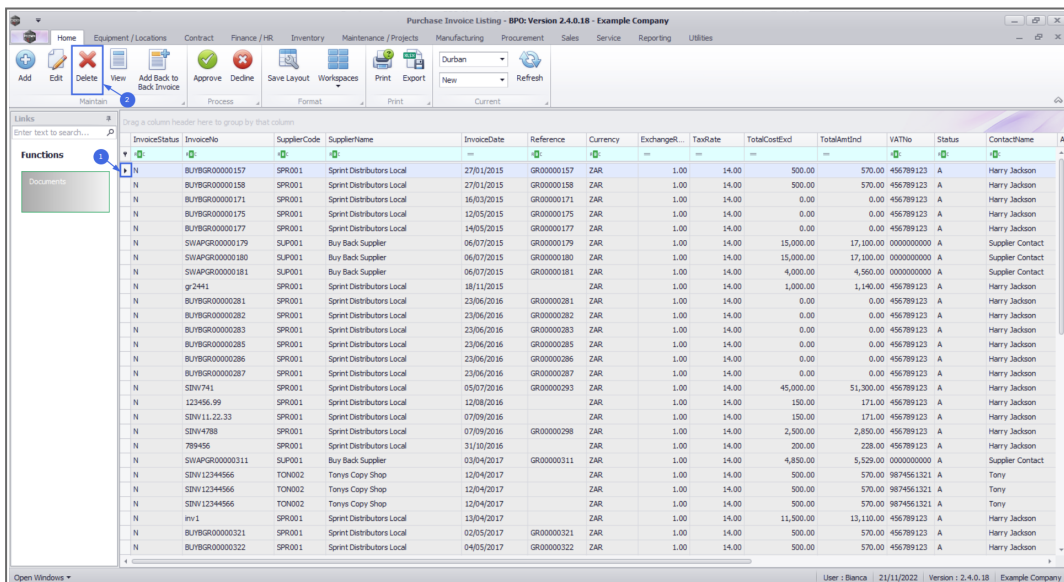 Purchase Invoice Listing - BPO: Version 2.4.0.18 - Example Company
Home Equipment / Locations Contract Finance / HR Inventory Maintenance / Projects Manufacturing Procurement Sales Service Reporting Utilities
Add Edit Delete View Add Back to Back Invoice Approve Decline Save Layout Workspaces Print Export Durban New Refresh
Maintain 2 Process Format Print Current
Links
Drag a column header here to group by that column
Enter text to search...
InvoiceStatus InvoiceNo SupplierCode SupplierName InvoiceDate Reference Currency ExchangeR... TaxRate TotalCostExcl TotalAmtIncl VATNo Status ContactName A
Functions 1
Documents
N BUYBGR00000157 SPR001 Sprint Distributors Local 27/01/2015 GR00000157 ZAR 1.00 14.00 500.00 570.00 456789123 A Harry Jackson
N BUYBGR00000158 SPR001 Sprint Distributors Local 27/01/2015 GR00000158 ZAR 1.00 14.00 500.00 570.00 456789123 A Harry Jackson
N BUYBGR00000171 SPR001 Sprint Distributors Local 16/03/2015 GR00000171 ZAR 1.00 14.00 0.00 0.00 456789123 A Harry Jackson
N BUYBGR00000175 SPR001 Sprint Distributors Local 12/05/2015 GR00000175 ZAR 1.00 14.00 0.00 0.00 456789123 A Harry Jackson
N BUYBGR00000177 SPR001 Sprint Distributors Local 14/05/2015 GR00000177 ZAR 1.00 14.00 0.00 0.00 456789123 A Harry Jackson
N SWAPGR00000179 SUP001 Buy Back Supplier 06/07/2015 GR00000179 ZAR 1.00 14.00 15,000.00 17,100.00 0000000000 A Supplier Contact
N SWAPGR00000180 SUP001 Buy Back Supplier 06/07/2015 GR00000180 ZAR 1.00 14.00 15,000.00 17,100.00 0000000000 A Supplier Contact
N SWAPGR00000181 SUP001 Buy Back Supplier 06/07/2015 GR00000181 ZAR 1.00 14.00 4,000.00 4,560.00 0000000000 A Supplier Contact
N gr2441 SPR001 Sprint Distributors Local 18/11/2015 ZAR 1.00 14.00 1,000.00 1,140.00 456789123 A Harry Jackson
N BUYBGR00000281 SPR001 Sprint Distributors Local 23/06/2016 GR00000281 ZAR 1.00 14.00 0.00 0.00 456789123 A Harry Jackson
N BUYBGR00000282 SPR001 Sprint Distributors Local 23/06/2016 GR00000282 ZAR 1.00 14.00 0.00 0.00 456789123 A Harry Jackson
N BUYBGR00000283 SPR001 Sprint Distributors Local 23/06/2016 GR00000283 ZAR 1.00 14.00 0.00 0.00 456789123 A Harry Jackson
N BUYBGR00000285 SPR001 Sprint Distributors Local 23/06/2016 GR00000285 ZAR 1.00 14.00 0.00 0.00 456789123 A Harry Jackson
N BUYBGR00000286 SPR001 Sprint Distributors Local 23/06/2016 GR00000286 ZAR 1.00 14.00 0.00 0.00 456789123 A Harry Jackson
N BUYBGR00000287 SPR001 Sprint Distributors Local 23/06/2016 GR00000287 ZAR 1.00 14.00 0.00 0.00 456789123 A Harry Jackson
N SINV741 SPR001 Sprint Distributors Local 05/07/2016 GR00000293 ZAR 1.00 14.00 45,000.00 51,300.00 456789123 A Harry Jackson
N 123456.99 SPR001 Sprint Distributors Local 12/08/2016 ZAR 1.00 14.00 150.00 171.00 456789123 A Harry Jackson
N SINV11.22.33 SPR001 Sprint Distributors Local 07/09/2016 ZAR 1.00 14.00 150.00 171.00 456789123 A Harry Jackson
N SINV4788 SPR001 Sprint Distributors Local 07/09/2016 GR00000298 ZAR 1.00 14.00 2,500.00 2,850.00 456789123 A Harry Jackson
N 789456 SPR001 Sprint Distributors Local 31/10/2016 ZAR 1.00 14.00 200.00 228.00 456789123 A Harry Jackson
N SWAPGR00000311 SUP001 Buy Back Supplier 03/04/2017 GR00000311 ZAR 1.00 14.00 4,850.00 5,529.00 0000000000 A Supplier Contact
N SINV12344566 TON002 Tonys Copy Shop 12/04/2017 ZAR 1.00 14.00 500.00 570.00 9874561321 A Tony
N SINV12344566 TON002 Tonys Copy Shop 12/04/2017 ZAR 1.00 14.00 500.00 570.00 9874561321 A Tony
N SINV12344566 TON002 Tonys Copy Shop 12/04/2017 ZAR 1.00 14.00 500.00 570.00 9874561321 A Tony
N inv1 SPR001 Sprint Distributors Local 13/04/2017 ZAR 1.00 14.00 11,500.00 13,110.00 456789123 A Harry Jackson
N BUYBGR00000321 SPR001 Sprint Distributors Local 02/05/2017 GR00000321 ZAR 1.00 14.00 500.00 570.00 456789123 A Harry Jackson
N BUYBGR00000322 SPR001 Sprint Distributors Local 04/05/2017 GR00000322 ZAR 1.00 14.00 500.00 570.00 456789123 A Harry Jackson
Open Windows User : Bianca 21/11/2022 Version : 2.4.0.18 Example Company